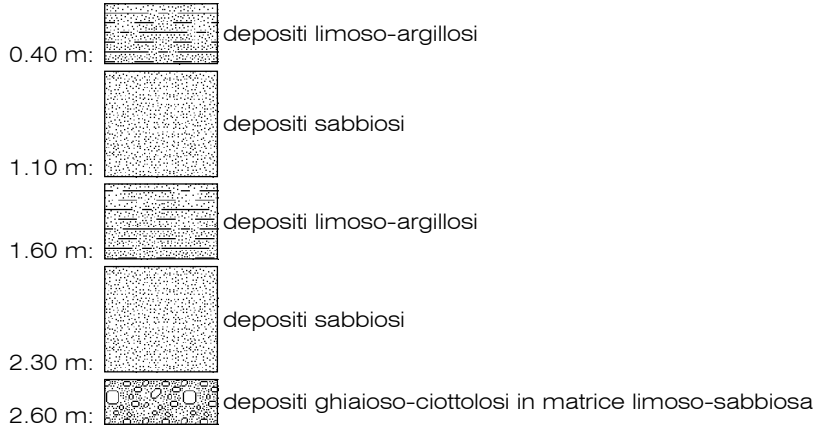 depositi limoso-argillosi
0.40 m:
depositi sabbiosi
1.10 m:
depositi limoso-argillosi
1.60 m:
depositi sabbiosi
2.30 m:
depositi ghiaioso-ciottolosi in matrice limoso-sabbiosa
2.60 m: